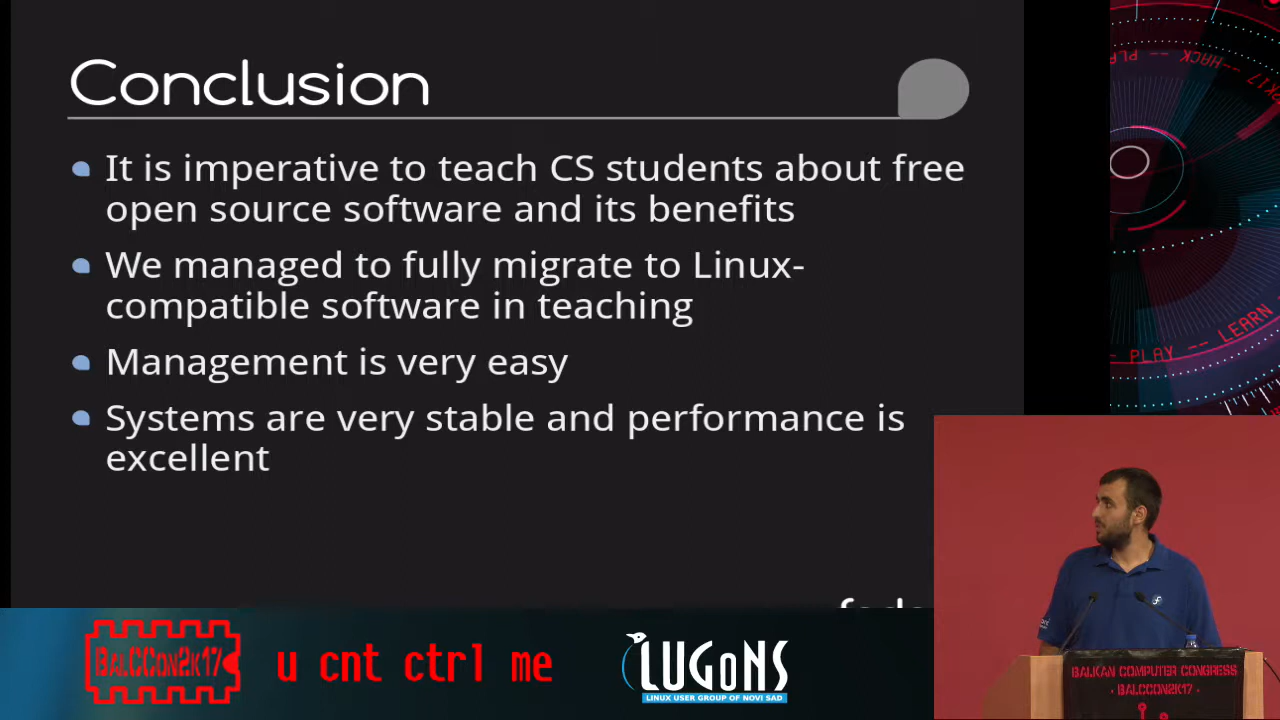 Conclusion
It is imperative to teach CS students about free
open source software and its benefits
We managed to fully migrate to Linux-
compatible software in teaching
Management is very easy
Systems are very stable and performance is
excellent
PLAY -- LEARN
BALCCON2K17
u cnt ctrl me
LUGoNS
LINUX USER GROUP OF NOVI SAD
BALKAN COMPUTER CONGRESS
· BALCCON2K17 ·